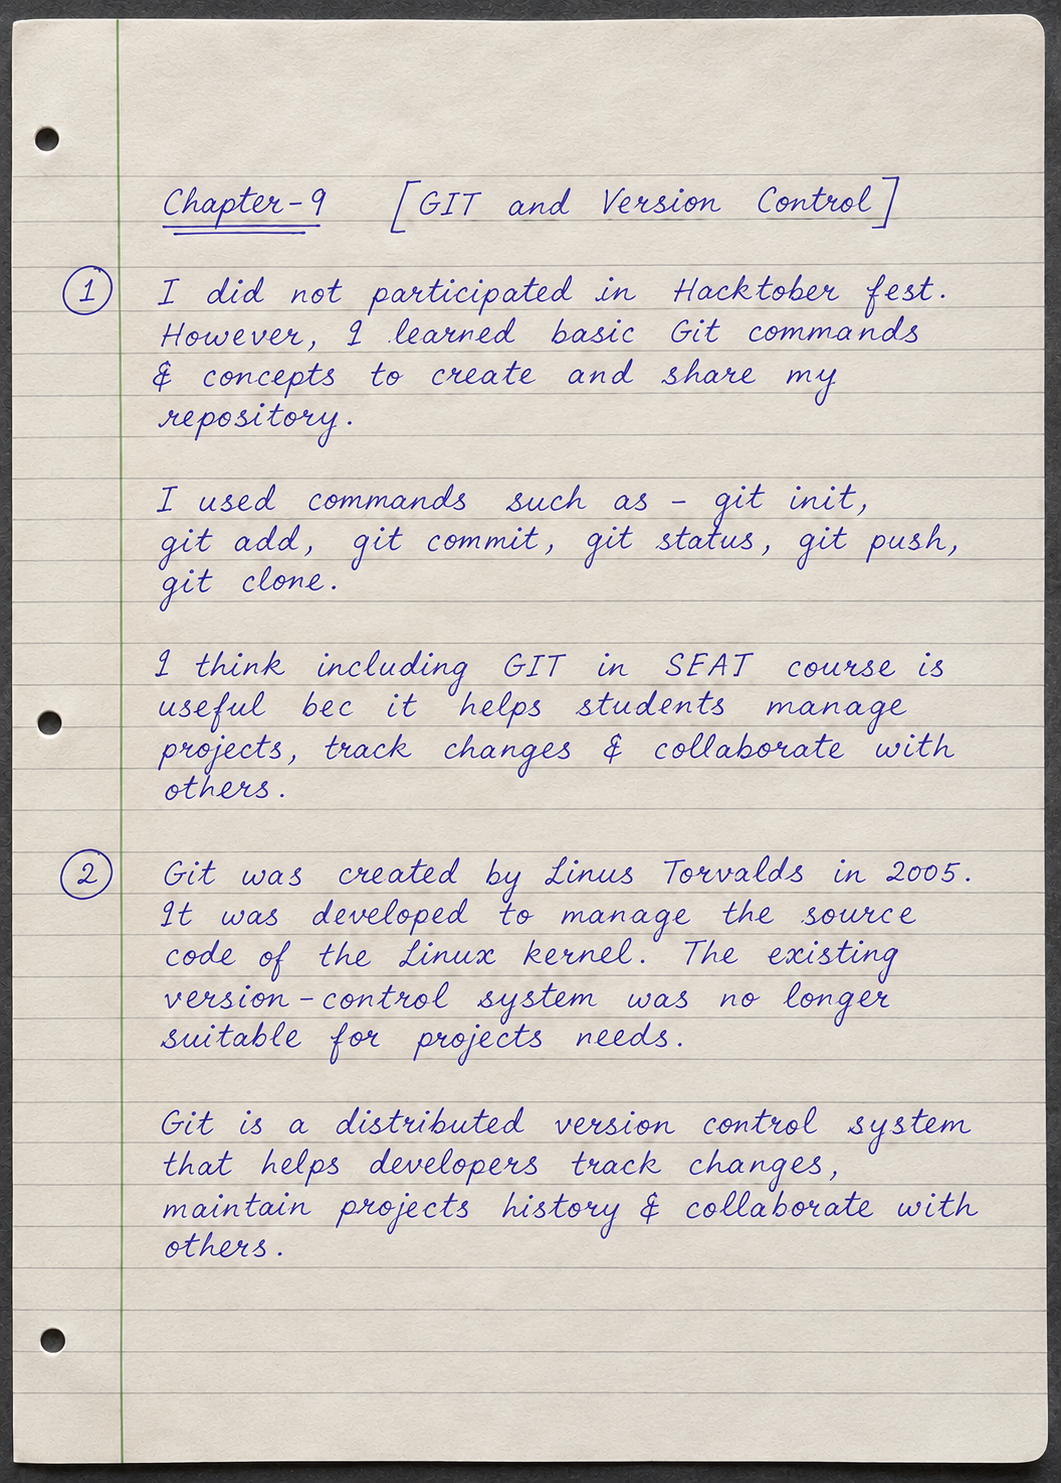 Chapter-9 [GIT and Version Control]
1 I did not participated in Hacktober fest.
However, I learned basic Git commands
& concepts to create and share my
repository.
I used commands such as - git init,
git add, git commit, git status, git push,
git clone.
I think including GIT in SEAT course is
useful bec it helps students manage
projects, track changes & collaborate with
others.
2 Git was created by Linus Torvalds in 2005.
It was developed to manage the source
code of the Linux kernel. The existing
version-control system was no longer
suitable for projects needs.
Git is a distributed version control system
that helps developers track changes,
maintain projects history & collaborate with
others.